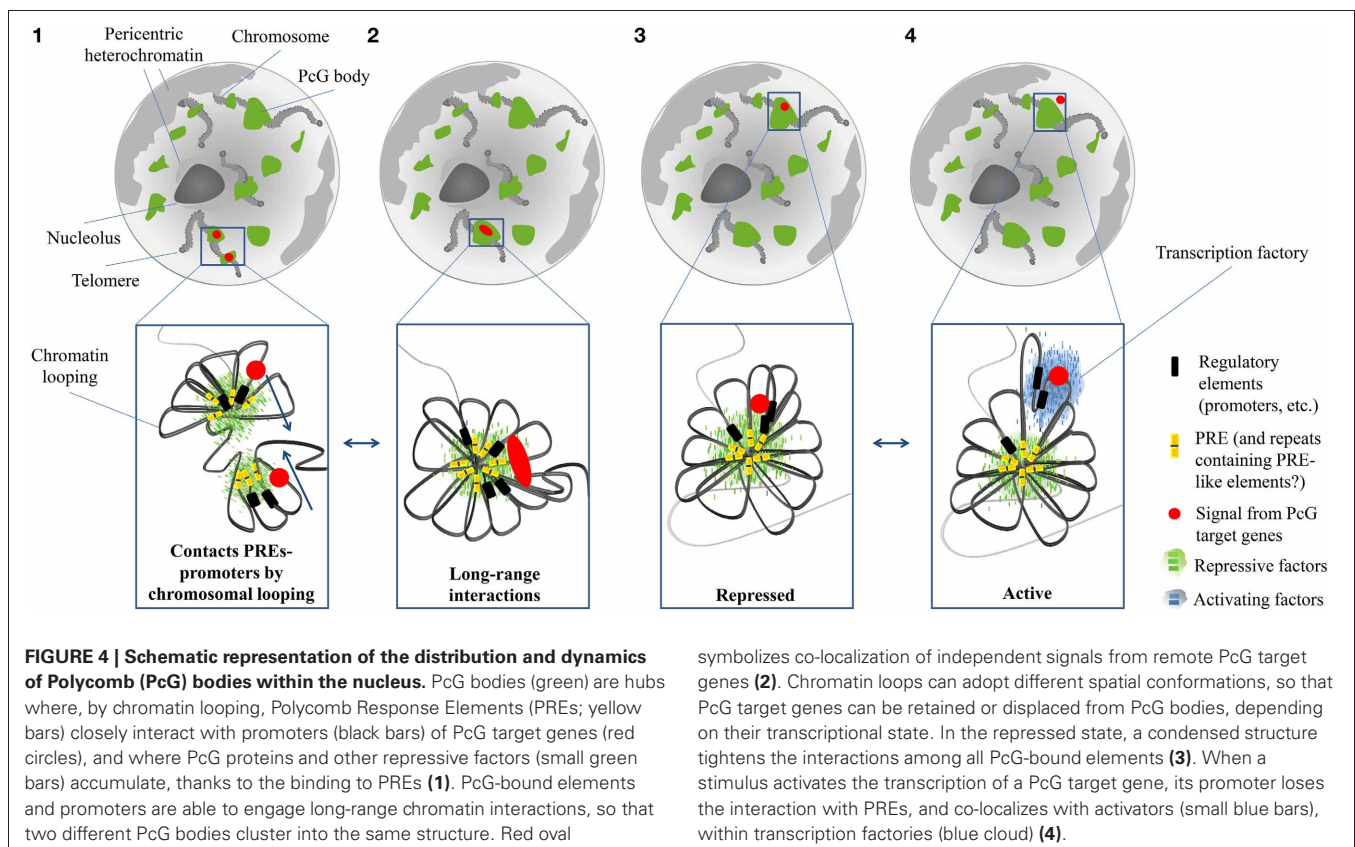 1
Pericentric
heterochromatin
Chromosome
PcG body
2
3
4
Nucleolus
Telomere
Transcription factory
Chromatin
looping
Contacts PREs-
promoters by
chromosomal looping
Long-range
interactions
Repressed
Active
Regulatory
elements
(promoters, etc.)
PRE (and repeats
containing PRE-
like elements?)
Signal from PcG
target genes
Repressive factors
Activating factors
FIGURE 4 | Schematic representation of the distribution and dynamics
of Polycomb (PcG) bodies within the nucleus. PcG bodies (green) are hubs
where, by chromatin looping, Polycomb Response Elements (PREs; yellow
bars) closely interact with promoters (black bars) of PcG target genes (red
circles), and where PcG proteins and other repressive factors (small green
bars) accumulate, thanks to the binding to PREs (1). PcG-bound elements
and promoters are able to engage long-range chromatin interactions, so that
two different PcG bodies cluster into the same structure. Red oval
symbolizes co-localization of independent signals from remote PcG target
genes (2). Chromatin loops can adopt different spatial conformations, so that
PcG target genes can be retained or displaced from PcG bodies, depending
on their transcriptional state. In the repressed state, a condensed structure
tightens the interactions among all PcG-bound elements (3). When a
stimulus activates the transcription of a PcG target gene, its promoter loses
the interaction with PREs, and co-localizes with activators (small blue bars),
within transcription factories (blue cloud) (4).